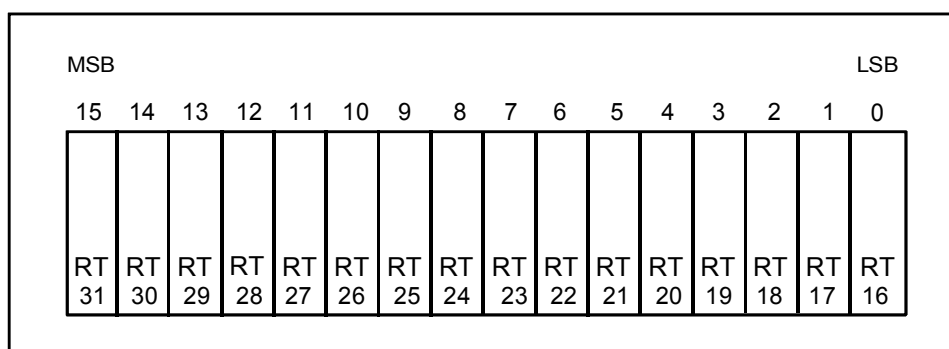 MSB LSB
15 14 13 12 11 10 9 8 7 6 5 4 3 2 1 0
RT RT RT RT RT RT RT RT RT RT RT RT RT RT RT RT
31 30 29 28 27 26 25 24 23 22 21 20 19 18 17 16